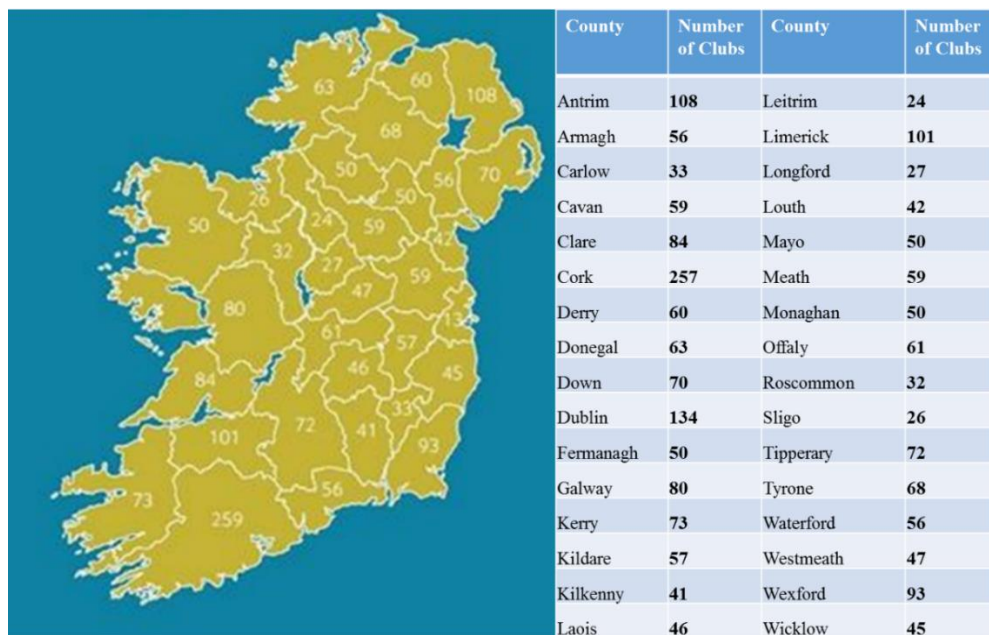 63
60
108
68
50
56
70
50
26
50
24
59
42
32
27
59
47
80
13
61
57
46
45
84
33
72
41
101
93
56
73
259
County Number of Clubs County Number of Clubs
Antrim 108 Leitrim 24
Armagh 56 Limerick 101
Carlow 33 Longford 27
Cavan 59 Louth 42
Clare 84 Mayo 50
Cork 257 Meath 59
Derry 60 Monaghan 50
Donegal 63 Offaly 61
Down 70 Roscommon 32
Dublin 134 Sligo 26
Fermanagh 50 Tipperary 72
Galway 80 Tyrone 68
Kerry 73 Waterford 56
Kildare 57 Westmeath 47
Kilkenny 41 Wexford 93
Laois 46 Wicklow 45